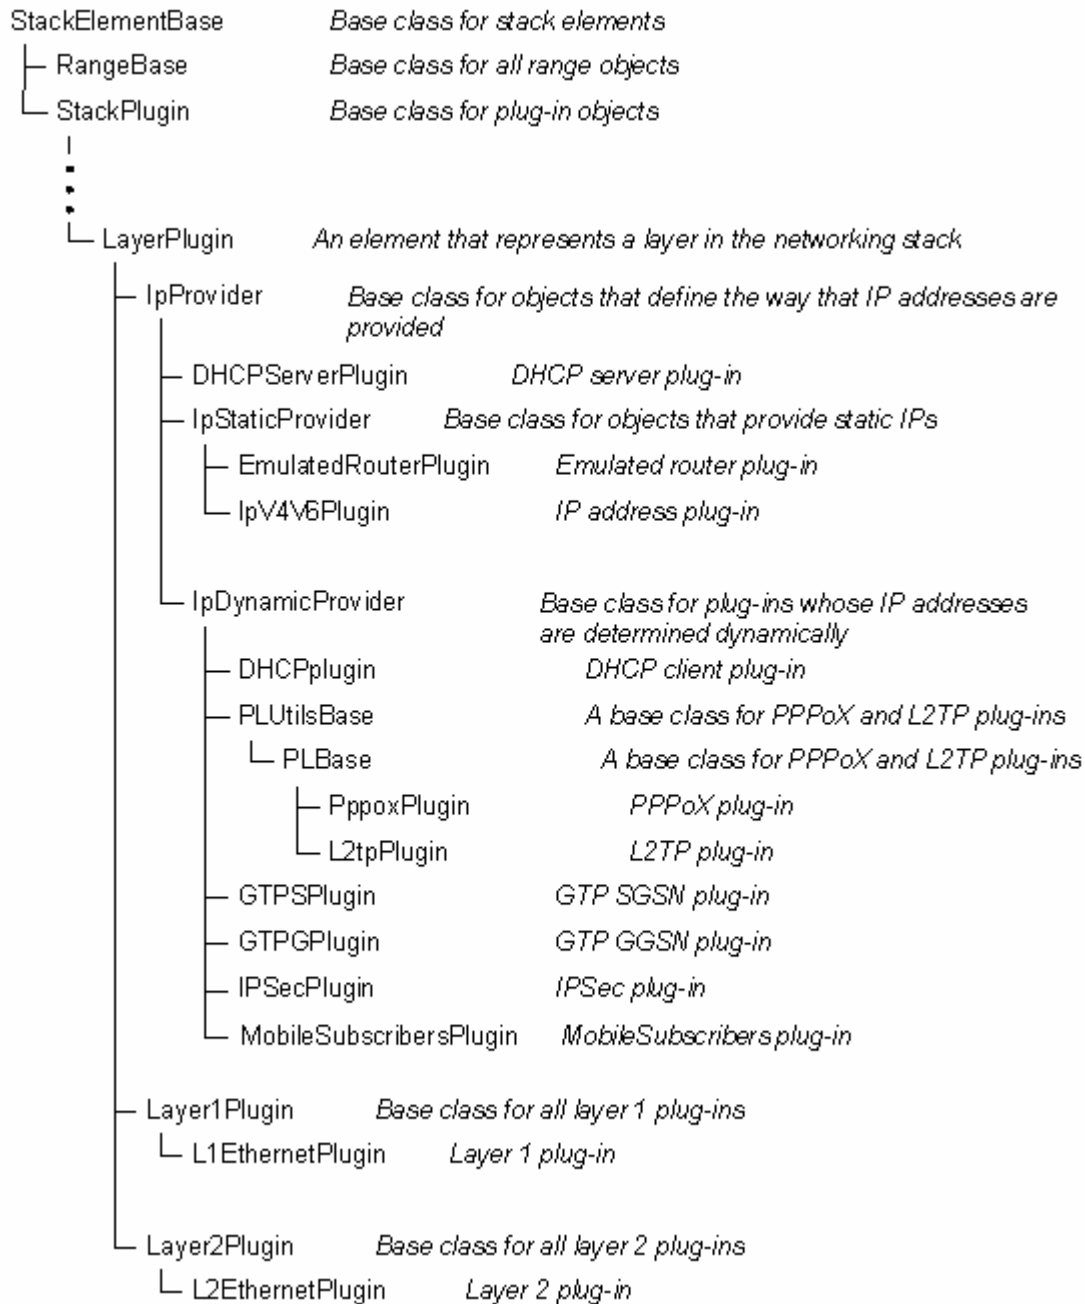 StackElementBase Base class for stack elements
RangeBase Base class for all range objects
StackPlugin Base class for plug-in objects
LayerPlugin An element that represents a layer in the networking stack
IpProvider Base class for objects that define the way that IP addresses are
provided
DHCPServerPlugin DHCP server plug-in
IpStaticProvider Base class for objects that provide static IPs
EmulatedRouterPlugin Emulated router plug-in
IpV4V6Plugin IP address plug-in
IpDynamicProvider Base class for plug-ins whose IP addresses
are determined dynamically
DHCPplugin DHCP client plug-in
PLUtilsBase A base class for PPPoX and L2TP plug-ins
PLBase A base class for PPPoX and L2TP plug-ins
PppoxPlugin PPPoX plug-in
L2tpPlugin L2TP plug-in
GTPSPlugin GTP SGSN plug-in
GTPGPlugin GTP GGSN plug-in
IPSecPlugin IPSec plug-in
MobileSubscribersPlugin MobileSubscribers plug-in
Layer1Plugin Base class for all layer 1 plug-ins
L1EthernetPlugin Layer 1 plug-in
Layer2Plugin Base class for all layer 2 plug-ins
L2EthernetPlugin Layer 2 plug-in